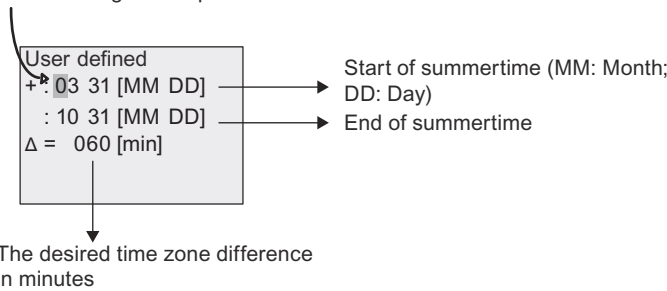 User defined
+ : 03 31 [MM DD]
: 10 31 [MM DD]
Δ = 060 [min]
Start of summertime (MM: Month;
DD: Day)
End of summertime
The desired time zone difference
in minutes